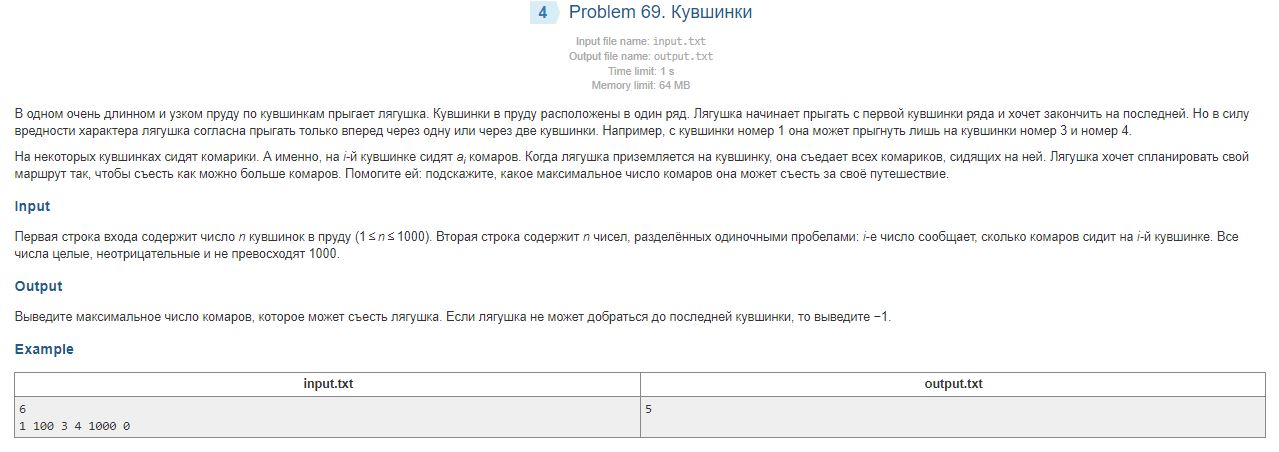 4 Problem 69. Кувшинки
Input file name: input.txt
Output file name: output.txt
Time limit: 1 s
Memory limit: 64 MB
В одном очень длинном и узком пруду по кувшинкам прыгает лягушка. Кувшинки в пруду расположены в один ряд. Лягушка начинает прыгать с первой кувшинки ряда и хочет закончить на последней. Но в силу
вредности характера лягушка согласна прыгать только вперед через одну или через две кувшинки. Например, с кувшинки номер 1 она может прыгнуть лишь на кувшинки номер 3 и номер 4.
На некоторых кувшинках сидят комарики. А именно, на i-й кувшинке сидят aᵢ комаров. Когда лягушка приземляется на кувшинку, она съедает всех комариков, сидящих на ней. Лягушка хочет спланировать свой
маршрут так, чтобы съесть как можно больше комаров. Помогите ей: подскажите, какое максимальное число комаров она может съесть за своё путешествие.
Input
Первая строка входа содержит число n кувшинок в пруду (1 ≤ n ≤ 1000). Вторая строка содержит n чисел, разделённых одиночными пробелами: i-е число сообщает, сколько комаров сидит на i-й кувшинке. Все
числа целые, неотрицательные и не превосходят 1000.
Output
Выведите максимальное число комаров, которое может съесть лягушка. Если лягушка не может добраться до последней кувшинки, то выведите −1.
Example
input.txt output.txt
6 5
1 100 3 4 1000 0